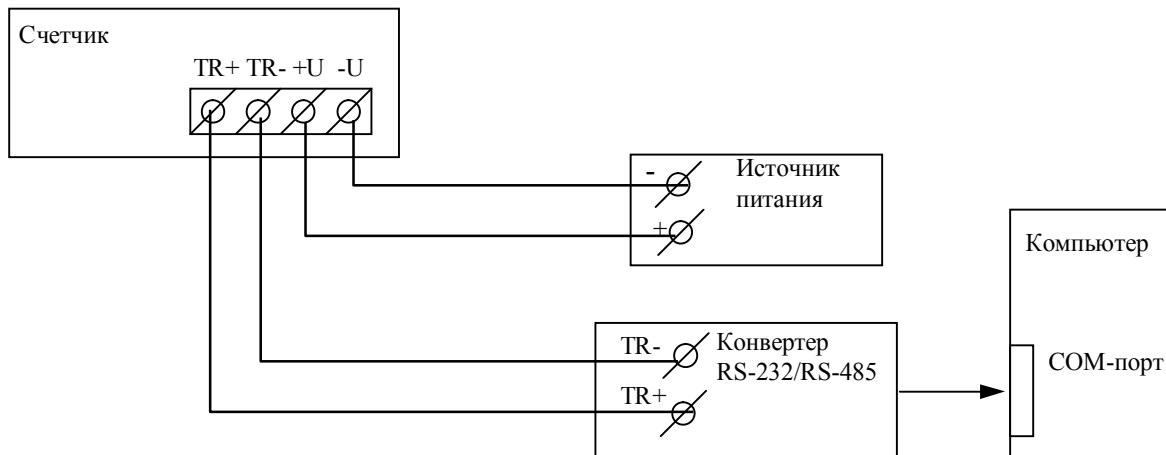 Счетчик
TR+ TR- +U -U
-
Источник
питания
+
Компьютер
TR-
Конвертер
RS-232/RS-485
COM-порт
TR+